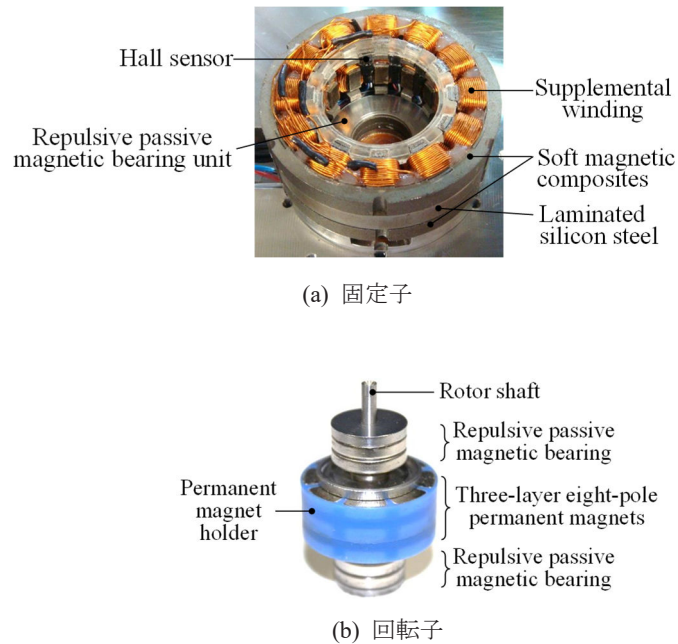 Hall sensor
Repulsive passive
magnetic bearing unit
Supplemental
winding
Soft magnetic
composites
Laminated
silicon steel
(a) 固定子
Rotor shaft
Repulsive passive
magnetic bearing
Permanent
magnet
holder
Three-layer eight-pole
permanent magnets
Repulsive passive
magnetic bearing
(b) 回転子